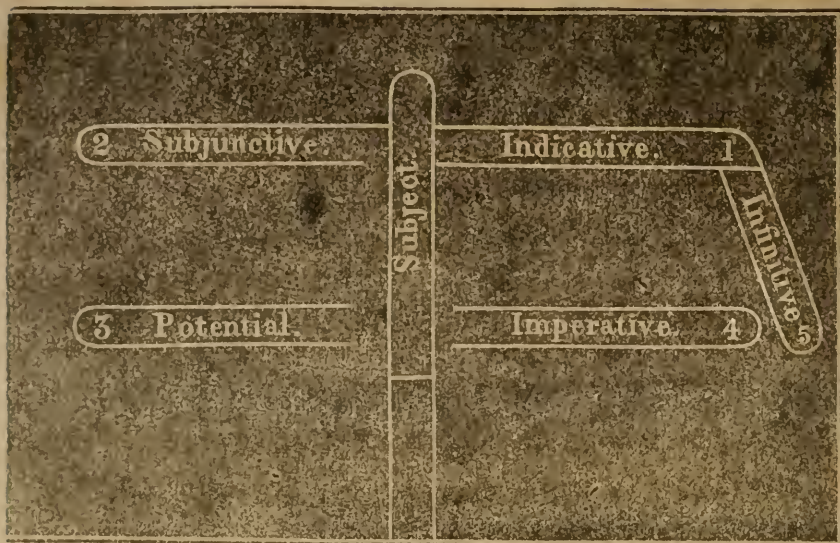 2 Subjunctive.
Subject.
Indicative. 1
Infinitive 5
3 Potential.
Imperative. 4